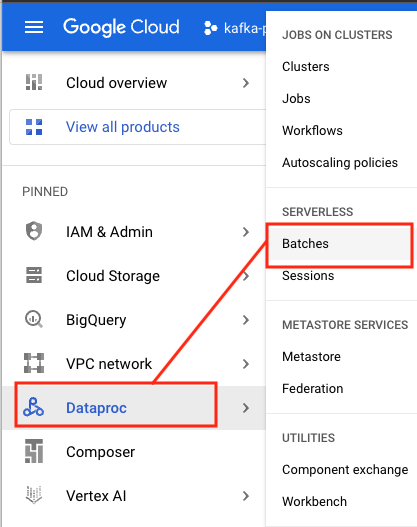 Google Cloud
kafka-p
Cloud overview
View all products
PINNED
IAM & Admin
Cloud Storage
BigQuery
VPC network
Dataproc
Composer
Vertex AI
JOBS ON CLUSTERS
Clusters
Jobs
Workflows
Autoscaling policies
SERVERLESS
Batches
Sessions
METASTORE SERVICES
Metastore
Federation
UTILITIES
Component exchange
Workbench